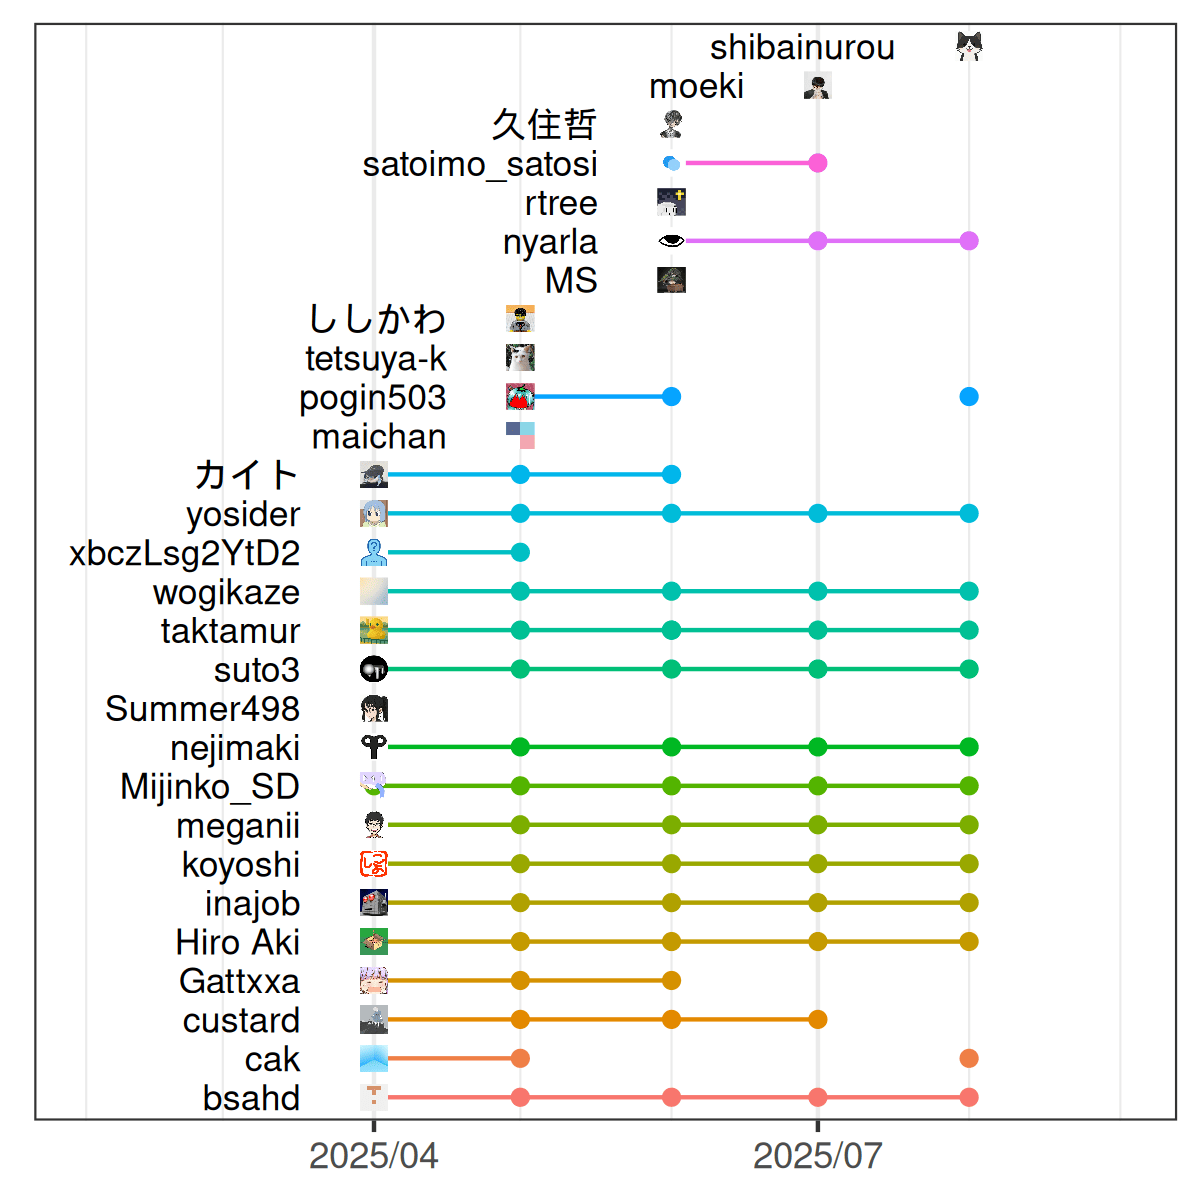 shibainurou
moeki
久住哲
satoimo_satosi
rtree
nyarla
MS
ししかわ
tetsuya-k
pogin503
maichan
カイト
yosider
xbczLsg2YtD2
wogikaze
taktamur
suto3
Summer498
nejimaki
Mijinko_SD
meganii
koyoshi
inajob
Hiro Aki
Gattxxa
custard
cak
bsahd
2025/04 2025/07